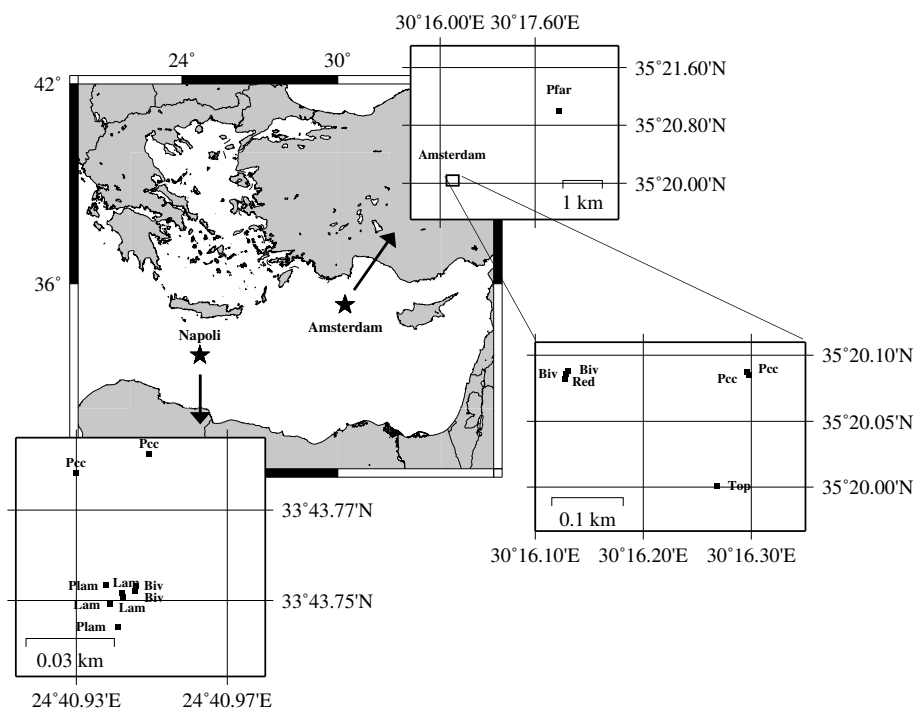 30˚16.00'E 30˚17.60'E
24˚ 30˚
35˚21.60'N
42˚
Pfar
35˚20.80'N
Amsterdam
35˚20.00'N
1 km
36˚
Amsterdam
Napoli
35˚20.10'N
Biv Biv Pcc
Red Pcc
35˚20.05'N
Top 35˚20.00'N
0.1 km
30˚16.10'E 30˚16.20'E 30˚16.30'E
Pcc
Pcc
33˚43.77'N
Plam Lam Biv
Biv
33˚43.75'N
Lam Lam
Plam
0.03 km
24˚40.93'E 24˚40.97'E